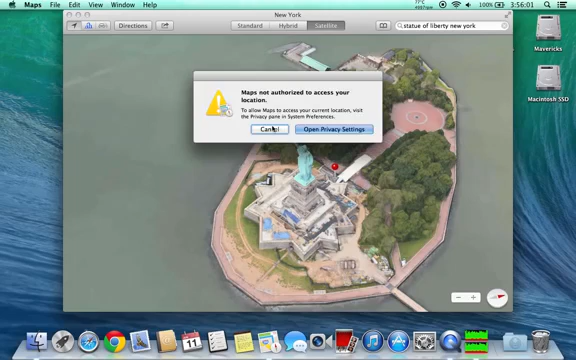 Maps File Edit View Window Help
77°C
100%
3:56:01
New York
Directions
Standard Hybrid Satellite
statue of liberty new york
Mavericks
Macintosh SSD
Maps not authorized to access your
location.
To allow Maps to access your current location, visit
the Privacy pane in System Preferences.
Open Privacy Settings
11